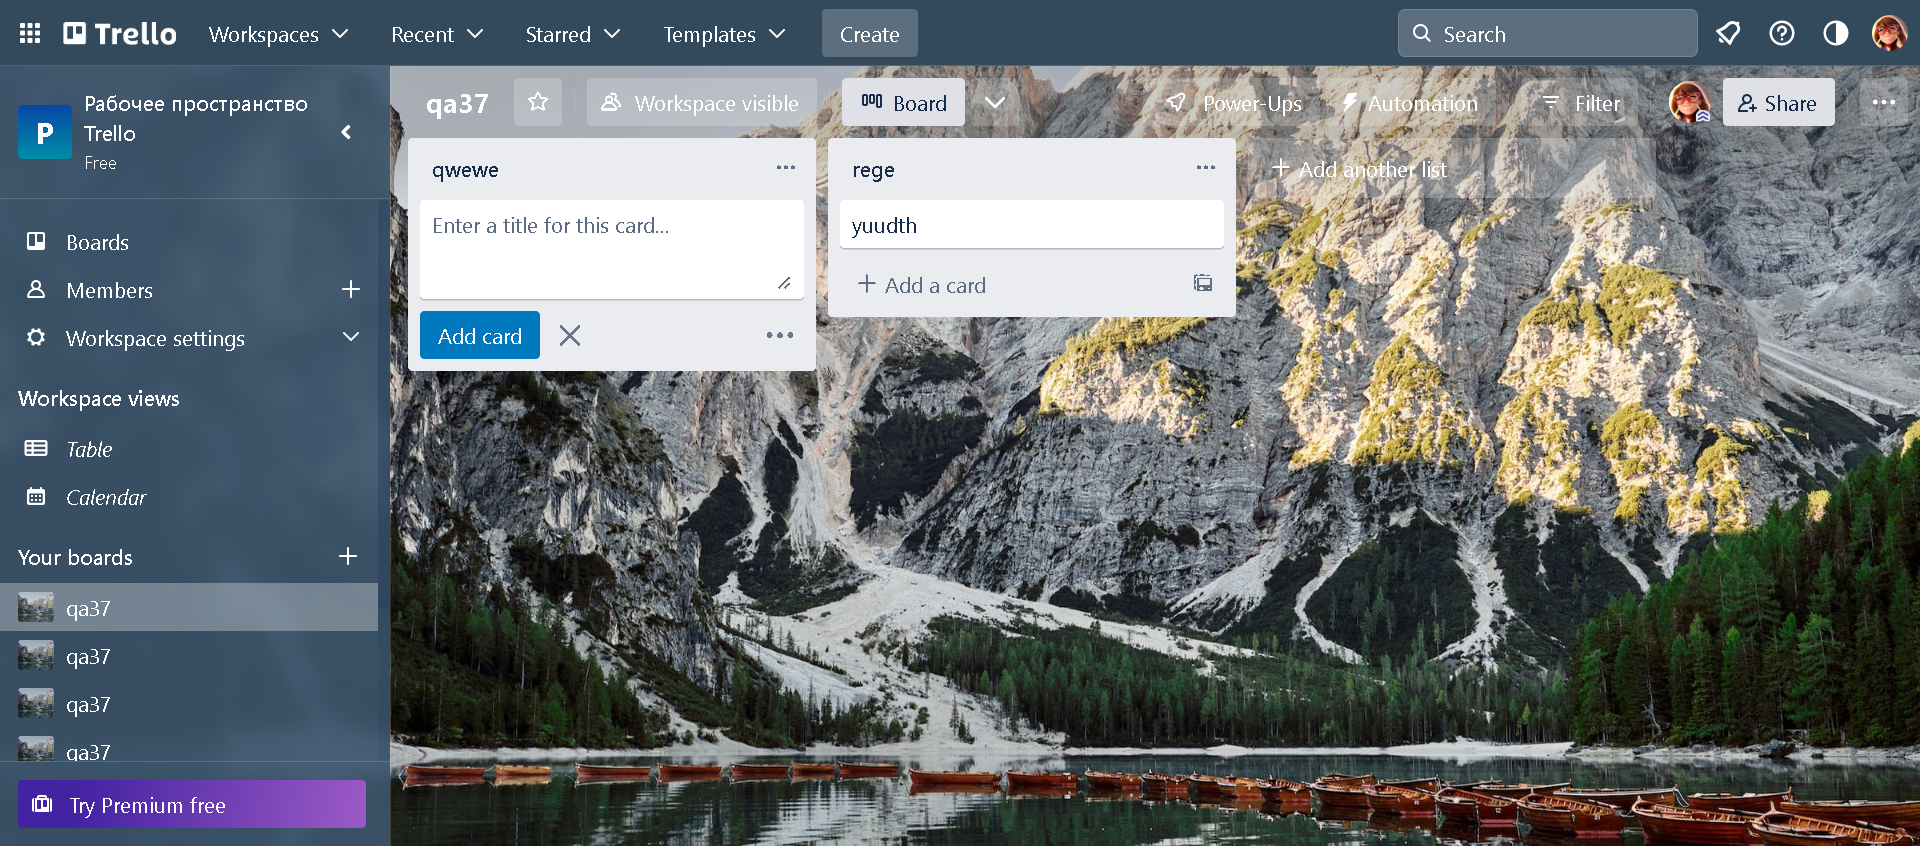 Trello
Workspaces
Recent
Starred
Templates
Create
Search
Рабочее пространство
Trello
Free
P
Boards
Members
Workspace settings
Workspace views
Table
Calendar
Your boards
qa37
qa37
qa37
qa37
Try Premium free
qa37
Workspace visible
Board
Power-Ups
Automation
Filter
Share
qwewe
Enter a title for this card...
Add card
rege
yuudth
Add a card
Add another list